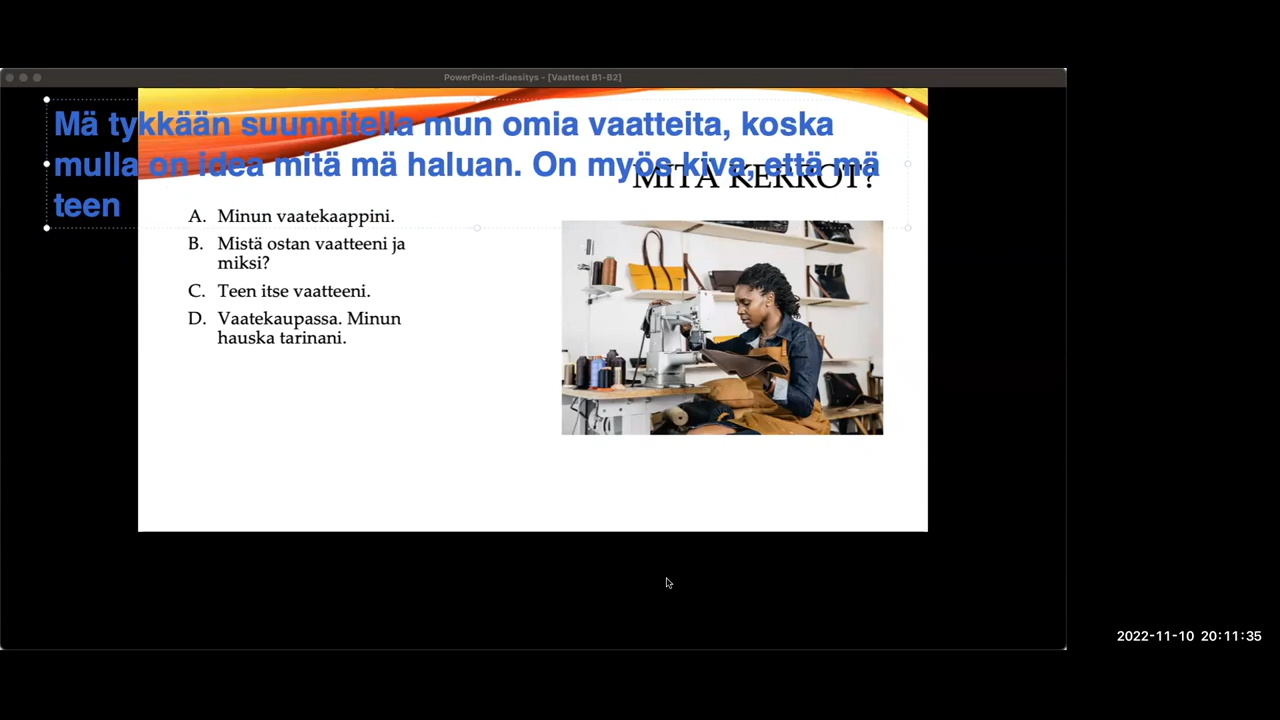 PowerPoint-diaesitys - [Vaatteet B1-B2]
Mä tykkään suunnitella mun omia vaatteita, koska
mulla on idea mitä mä haluan. On myös kiva, että mä
teen
MITÄ KERROT?
A. Minun vaatekaappini.
B. Mistä ostan vaatteeni ja
miksi?
C. Teen itse vaatteeni.
D. Vaatekaupassa. Minun
hauska tarinani.
2022-11-10 20:11:35